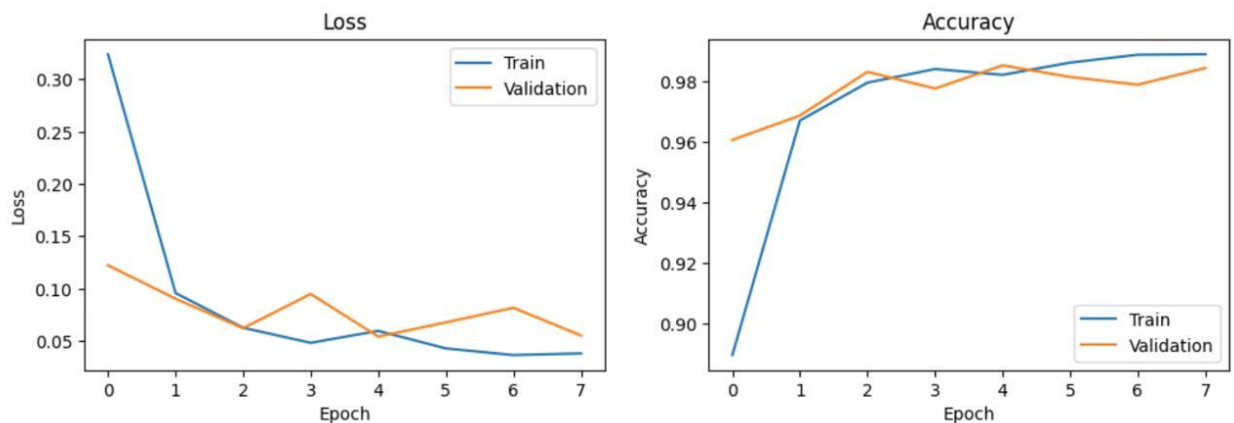 Loss
0.30
0.25
0.20
0.15
0.10
0.05
Loss
0 1 2 3 4 5 6 7
Epoch
Train
Validation
Accuracy
0.98
0.96
0.94
0.92
0.90
Accuracy
0 1 2 3 4 5 6 7
Epoch
Train
Validation